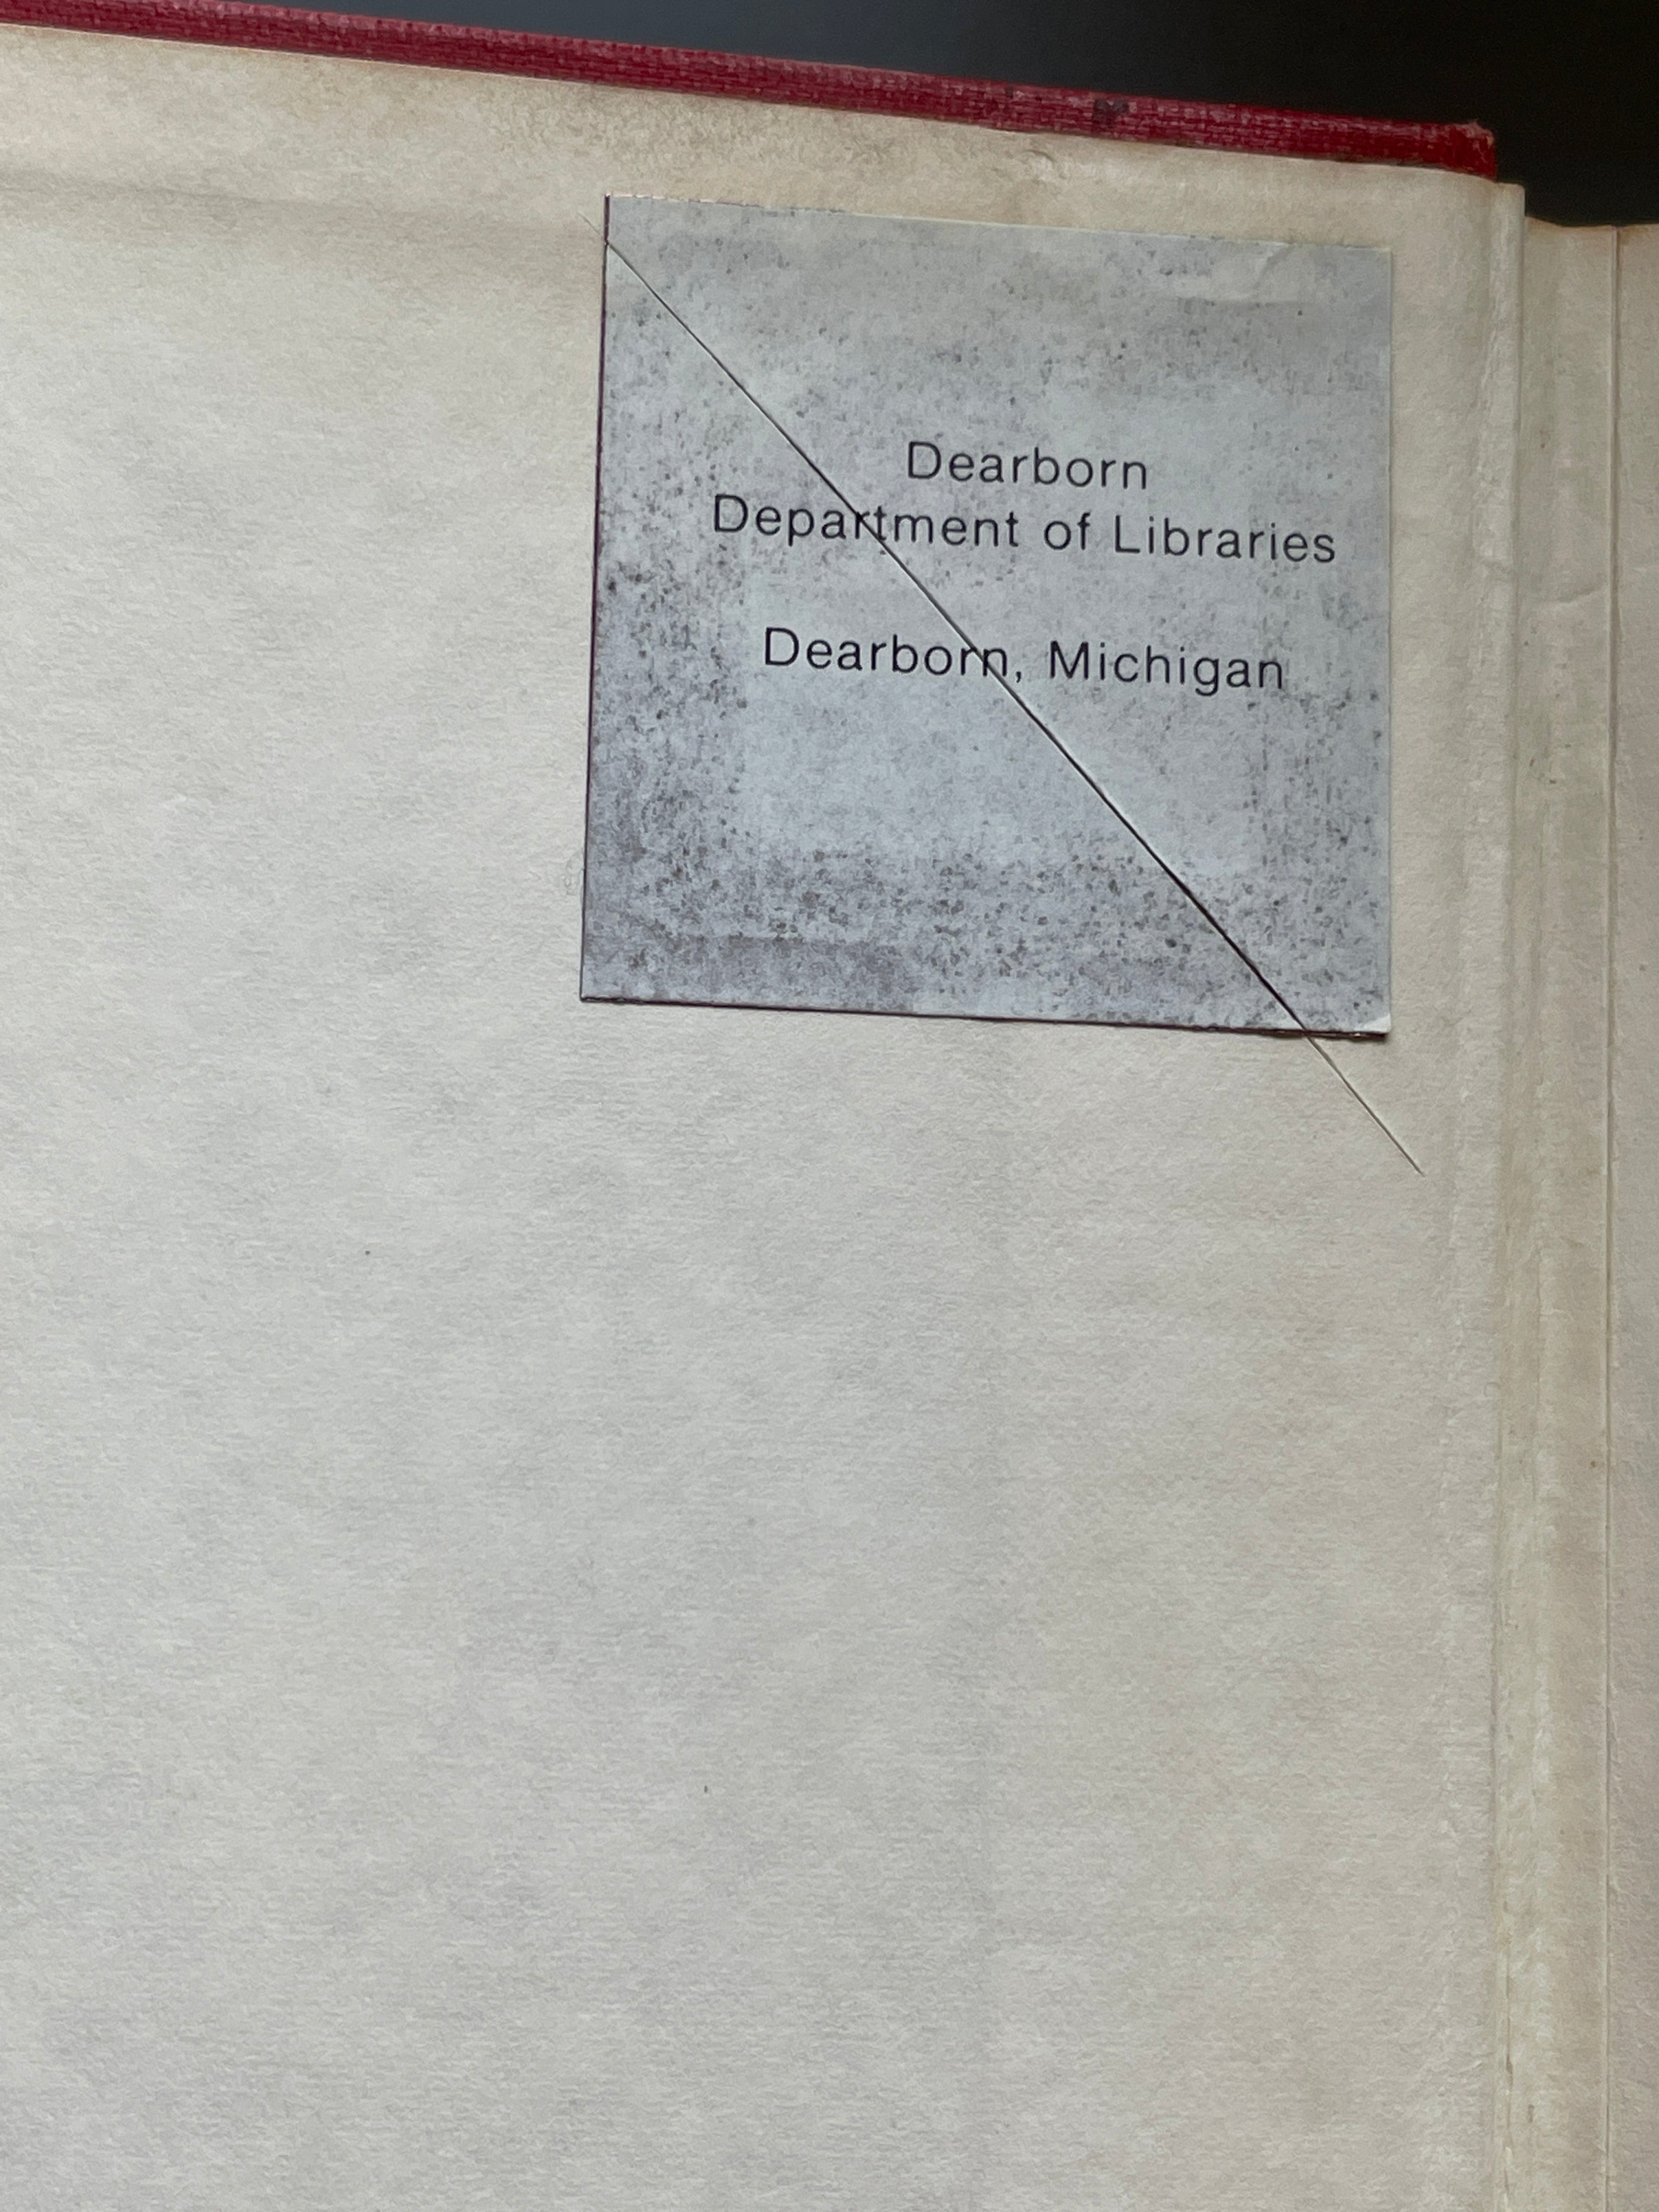 Dearborn
Department of Libraries
Dearborn, Michigan